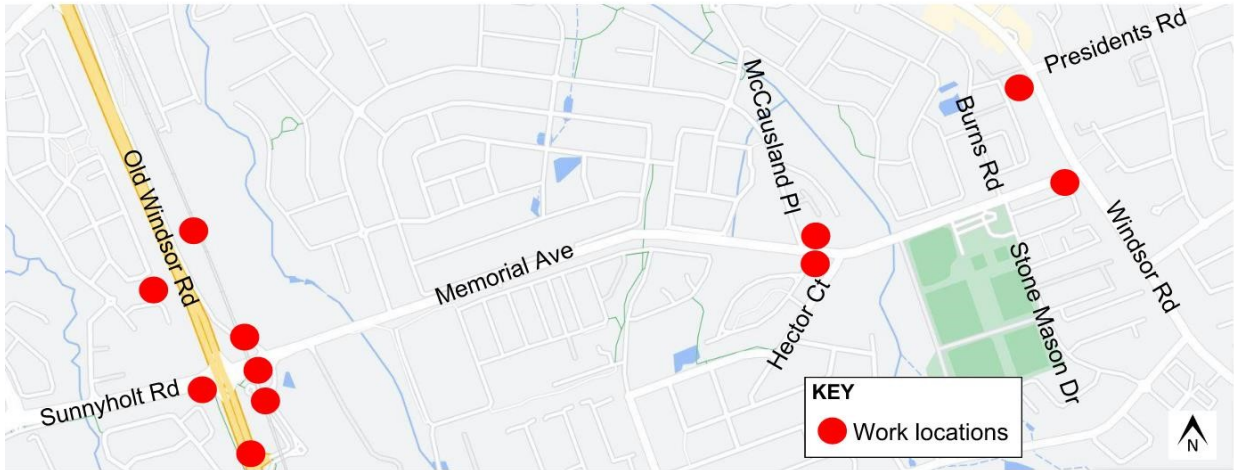 Presidents Rd
McCausland Pl
Burns Rd
Old Windsor Rd
Windsor Rd
Memorial Ave
Stone Mason Dr
Hector Ct
Sunnyholt Rd
KEY
Work locations
N